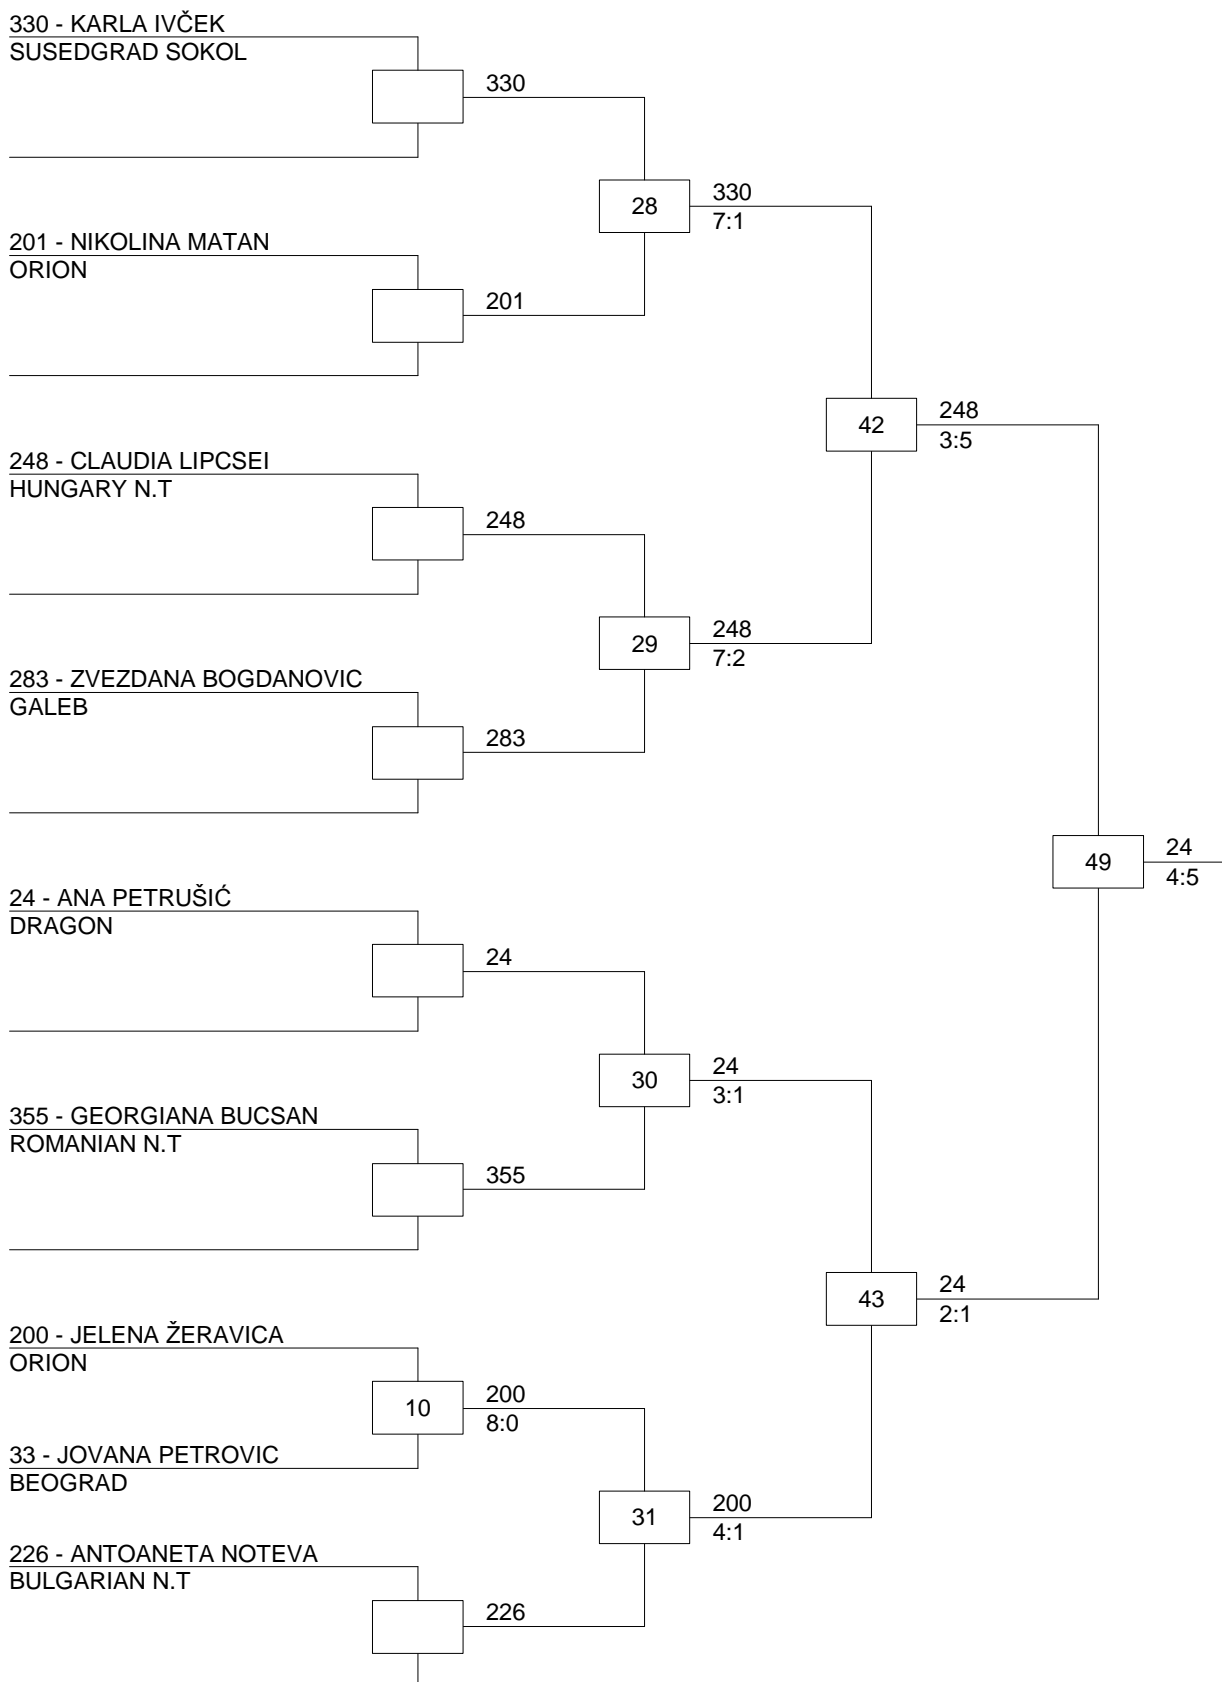 330 - KARLA IVČEK
SUSEDGRAD SOKOL
330
28
330
7:1
201 - NIKOLINA MATAN
ORION
201
42
248
3:5
248 - CLAUDIA LIPCSEI
HUNGARY N.T
248
29
248
7:2
283 - ZVEZDANA BOGDANOVIC
GALEB
283
49
24
4:5
24 - ANA PETRUŠIĆ
DRAGON
24
30
24
3:1
355 - GEORGIANA BUCSAN
ROMANIAN N.T
355
43
24
2:1
200 - JELENA ŽERAVICA
ORION
10
200
8:0
33 - JOVANA PETROVIC
BEOGRAD
31
200
4:1
226 - ANTOANETA NOTEVA
BULGARIAN N.T
226